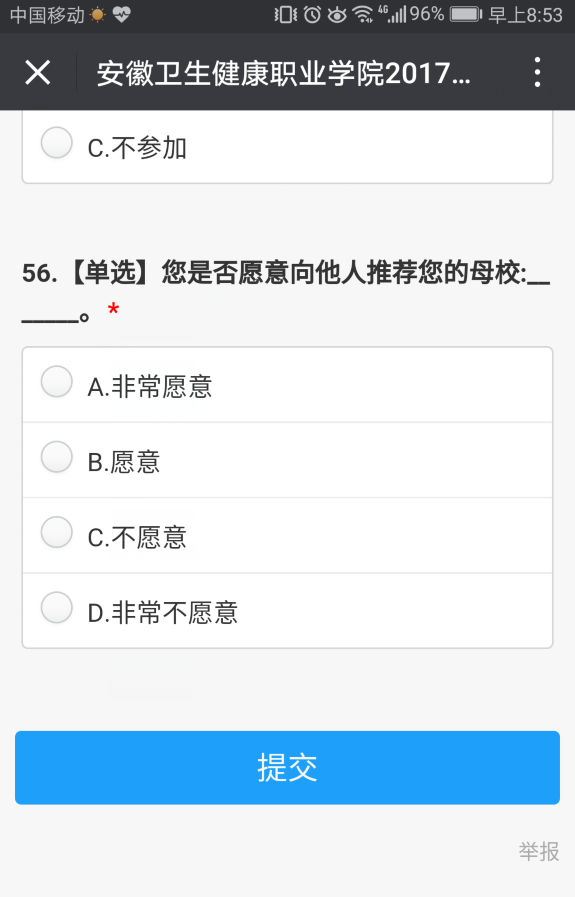 中国移动 4G 96% 早上8:53
安徽卫生健康职业学院2017...
C.不参加
56.【单选】您是否愿意向他人推荐您的母校:__
_____。 *
A.非常愿意
B.愿意
C.不愿意
D.非常不愿意
提交
举报